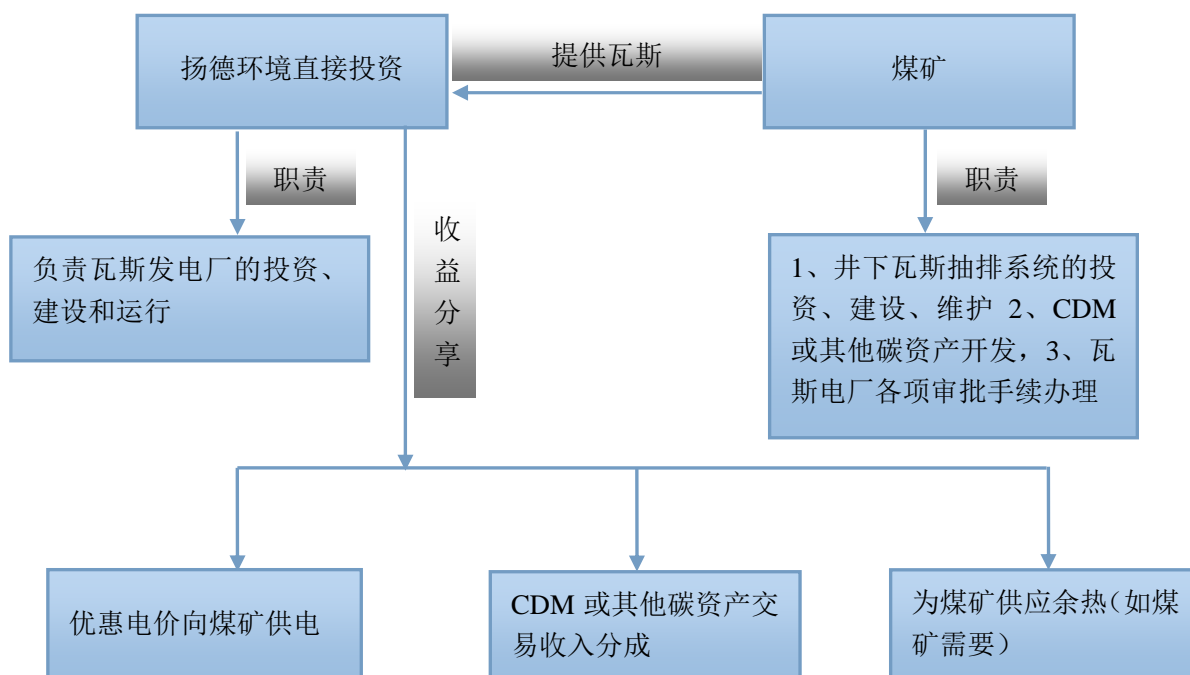 扬德环境直接投资
提供瓦斯
煤矿
职责
职责
收
益
分
享
负责瓦斯发电厂的投资、
建设和运行
1、井下瓦斯抽排系统的投
资、建设、维护 2、CDM
或其他碳资产开发，3、瓦
斯电厂各项审批手续办理
优惠电价向煤矿供电
CDM 或其他碳资产交
易收入分成
为煤矿供应余热（如煤
矿需要）